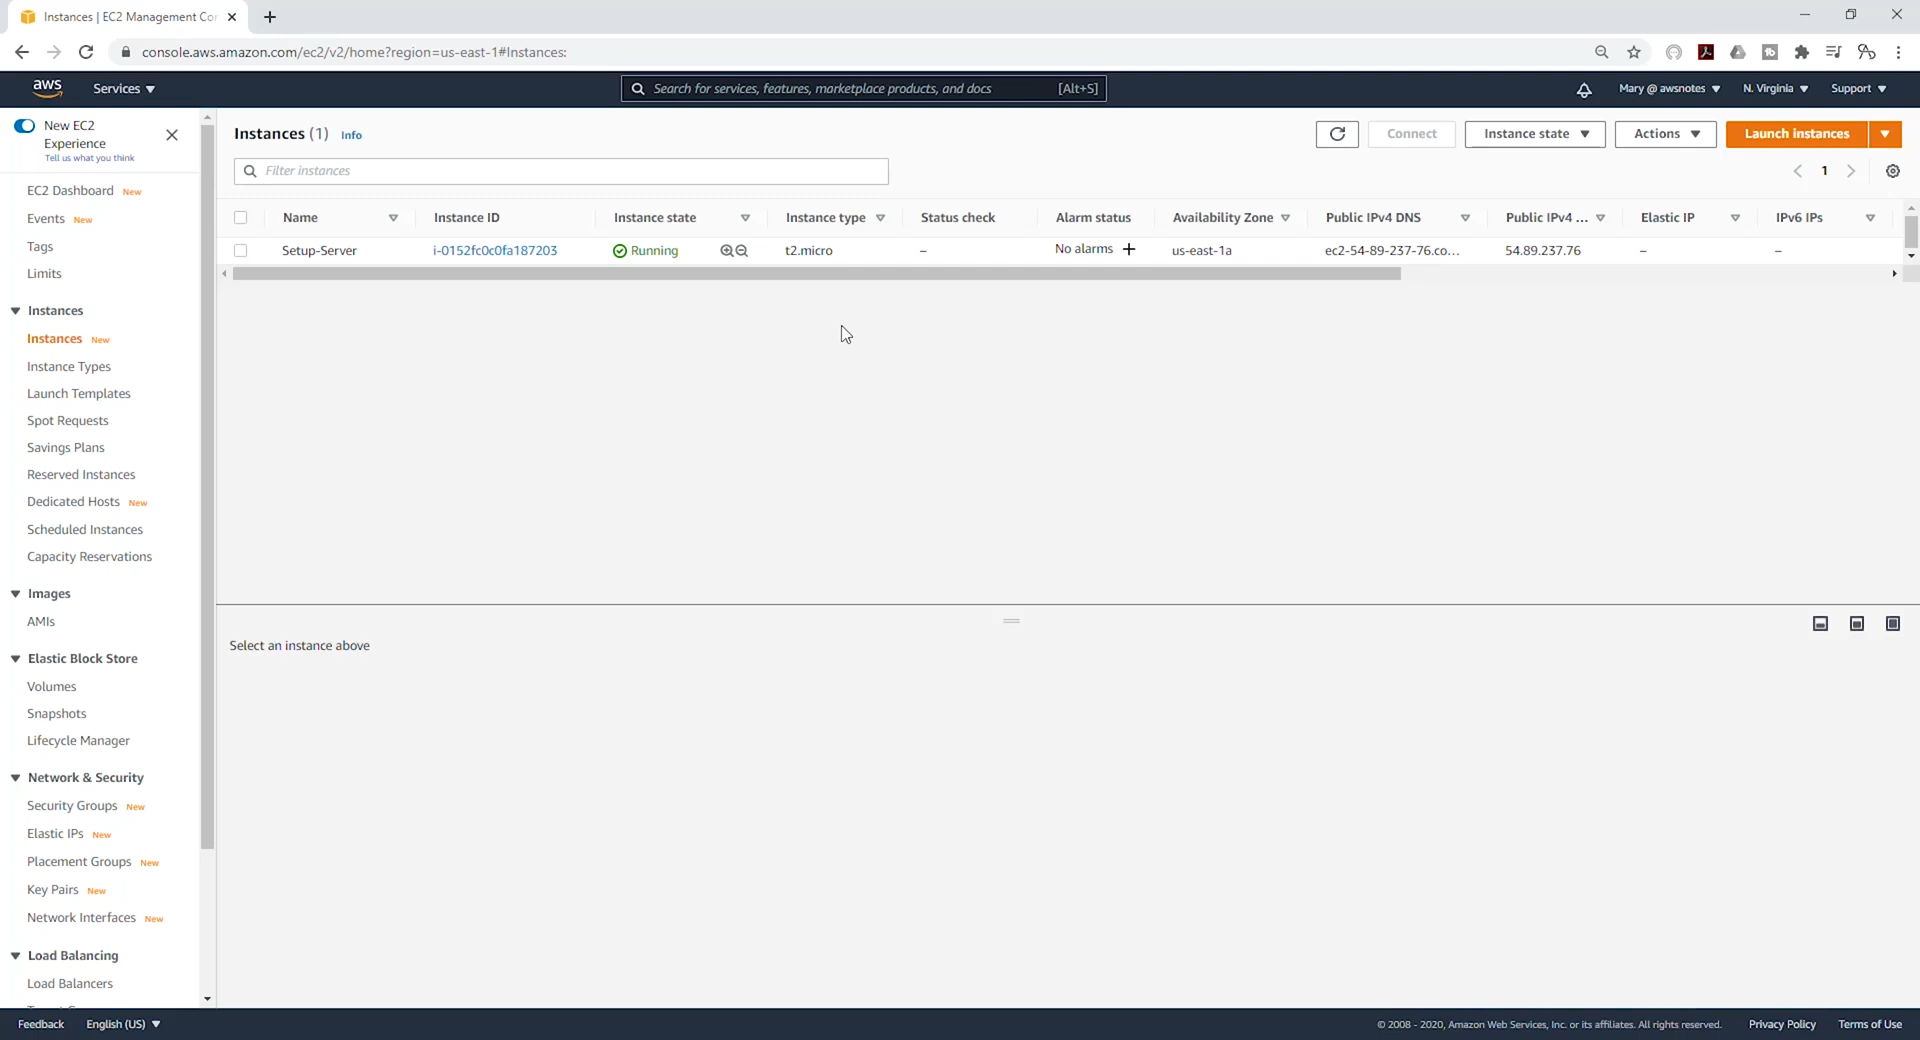 Instances | EC2 Management Con
console.aws.amazon.com/ec2/v2/home?region=us-east-1#Instances:
aws
Services
Search for services, features, marketplace products, and docs
[Alt+S]
Mary @ awsnotes
N. Virginia
Support
New EC2
Experience
Tell us what you think
EC2 Dashboard New
Events New
Tags
Limits
Instances
Instances New
Instance Types
Launch Templates
Spot Requests
Savings Plans
Reserved Instances
Dedicated Hosts New
Scheduled Instances
Capacity Reservations
Images
AMIs
Elastic Block Store
Volumes
Snapshots
Lifecycle Manager
Network & Security
Security Groups New
Elastic IPs New
Placement Groups New
Key Pairs New
Network Interfaces New
Load Balancing
Load Balancers
Instances (1) Info
Connect
Instance state
Actions
Launch instances
Filter instances
1
Name Instance ID Instance state Instance type Status check Alarm status Availability Zone Public IPv4 DNS Public IPv4 ... Elastic IP IPv6 IPs
Setup-Server i-0152fc0c0fa187203 Running t2.micro – No alarms + us-east-1a ec2-54-89-237-76.co... 54.89.237.76 – –
Select an instance above
Feedback
English (US)
© 2008 - 2020, Amazon Web Services, Inc. or its affiliates. All rights reserved.
Privacy Policy
Terms of Use